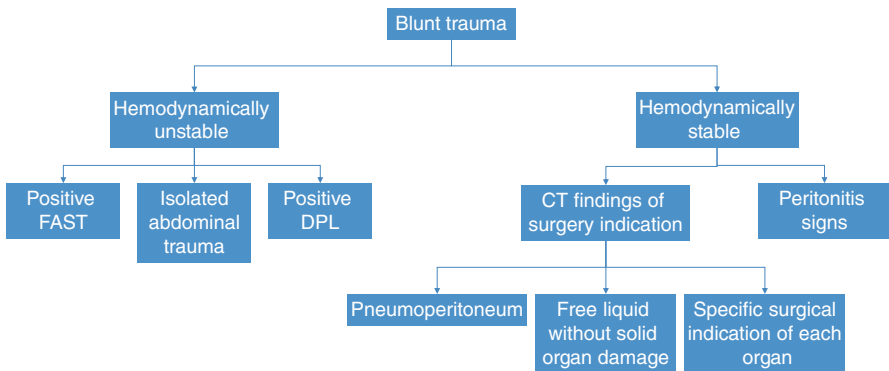 Blunt trauma
Hemodynamically
unstable
Hemodynamically
stable
Positive
FAST
Isolated
abdominal
trauma
Positive
DPL
CT findings of
surgery indication
Peritonitis
signs
Pneumoperitoneum
Free liquid
without solid
organ damage
Specific surgical
indication of each
organ